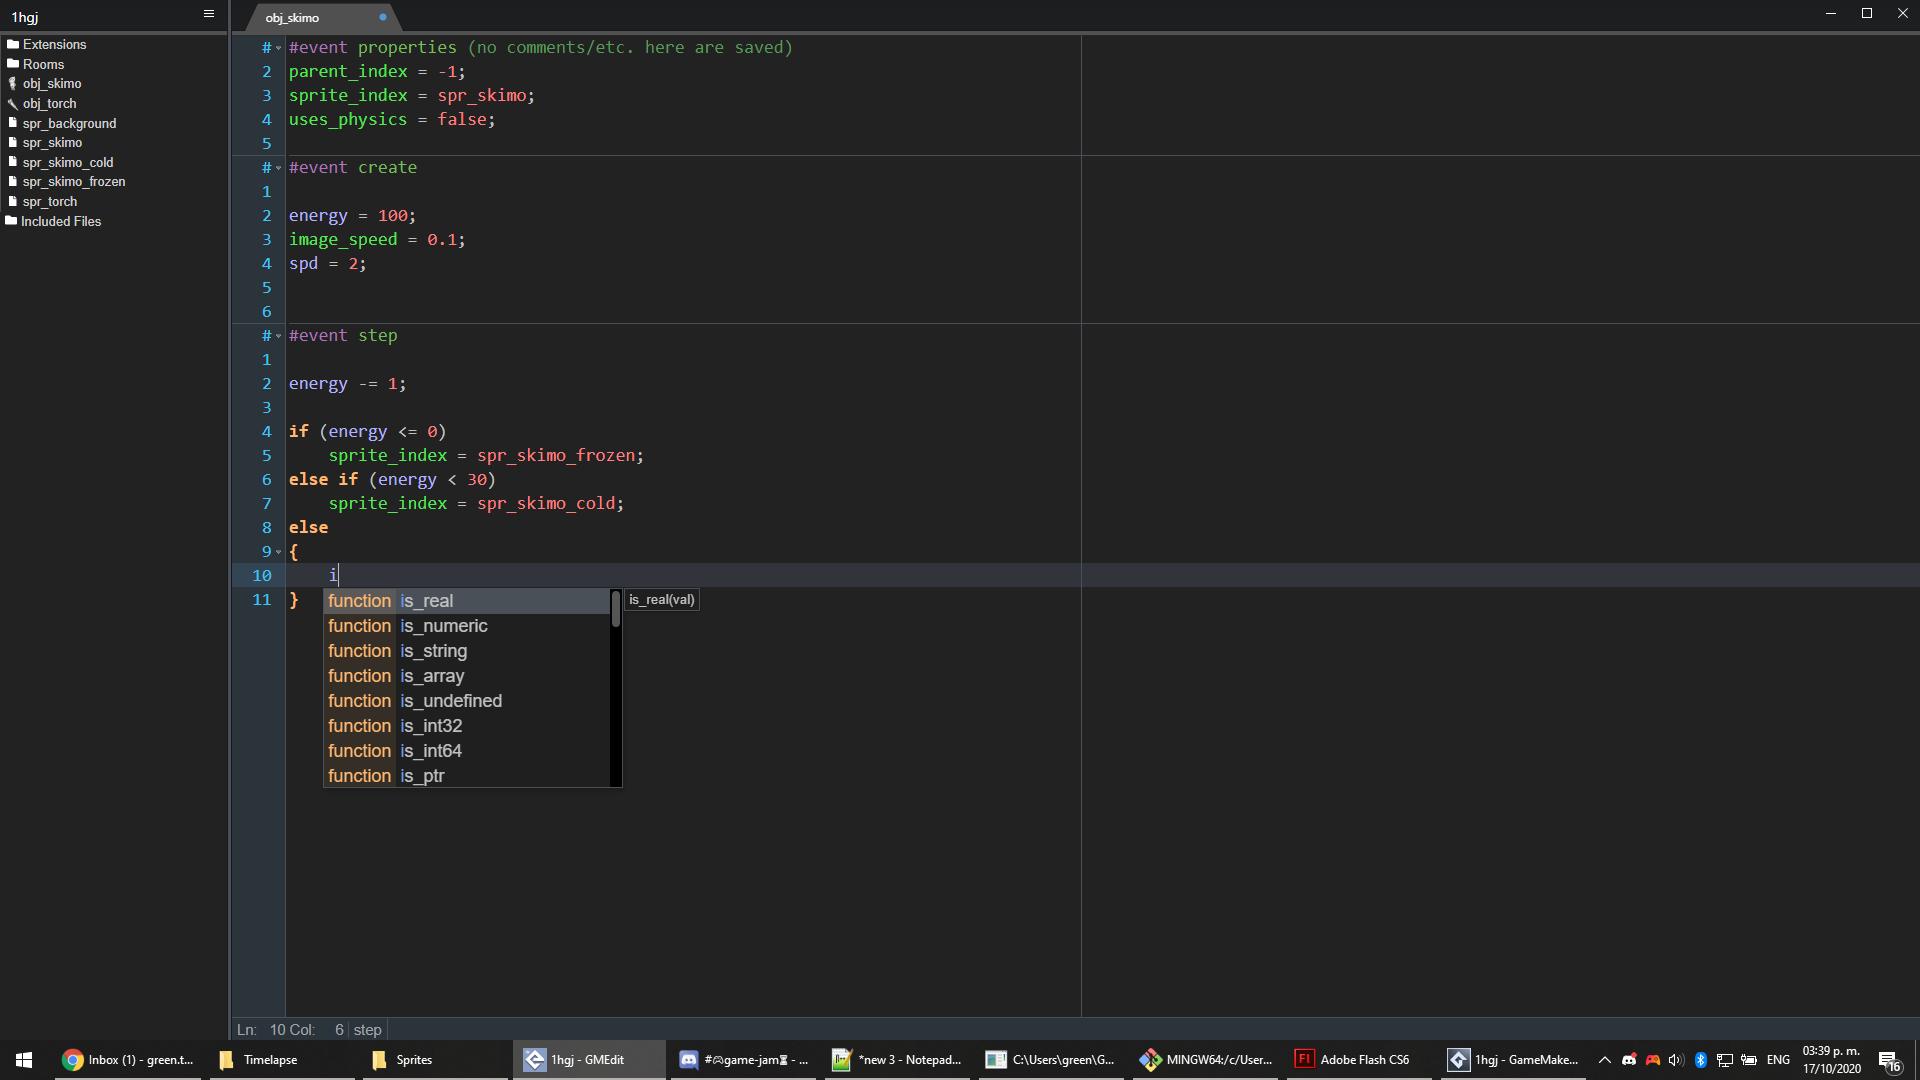 1hgj
obj_skimo
Extensions
Rooms
obj_skimo
obj_torch
spr_background
spr_skimo
spr_skimo_cold
spr_skimo_frozen
spr_torch
Included Files
# #event properties (no comments/etc. here are saved)
2 parent_index = -1;
3 sprite_index = spr_skimo;
4 uses_physics = false;
5
# #event create
1
2 energy = 100;
3 image_speed = 0.1;
4 spd = 2;
5
6
# #event step
1
2 energy -= 1;
3
4 if (energy <= 0)
5 sprite_index = spr_skimo_frozen;
6 else if (energy < 30)
7 sprite_index = spr_skimo_cold;
8 else
9 {
10 i
11 }
function is_real is_real(val)
function is_numeric
function is_string
function is_array
function is_undefined
function is_int32
function is_int64
function is_ptr
Ln: 10 Col: 6 step
Inbox (1) - green.t...
Timelapse
Sprites
1hgj - GMEdit
#🎮game-jam⏳ - ...
*new 3 - Notepad...
C:\Users\green\G...
MINGW64:/c/User...
Fl Adobe Flash CS6
1hgj - GameMake...
ENG
03:39 p. m.
17/10/2020
16